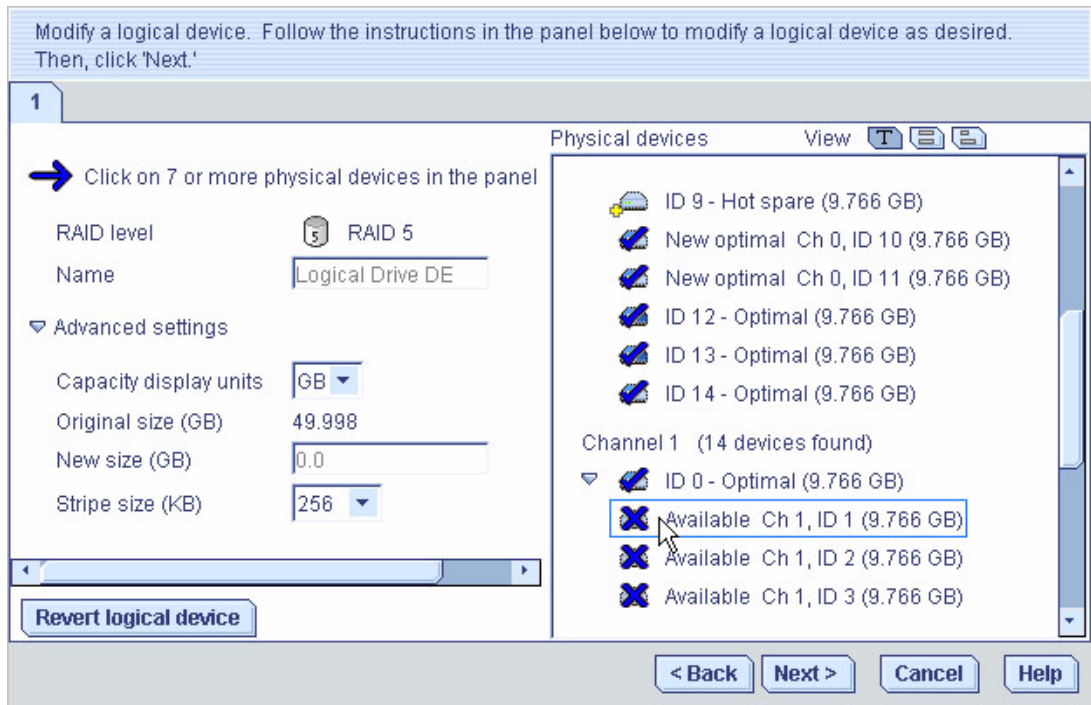 Modify a logical device. Follow the instructions in the panel below to modify a logical device as desired.
Then, click 'Next.'
1
Click on 7 or more physical devices in the panel
RAID level
5
RAID 5
Name
Logical Drive DE
Advanced settings
Capacity display units
GB
Original size (GB)
49.998
New size (GB)
0.0
Stripe size (KB)
256
Revert logical device
Physical devices
View
T
ID 9 - Hot spare (9.766 GB)
New optimal Ch 0, ID 10 (9.766 GB)
New optimal Ch 0, ID 11 (9.766 GB)
ID 12 - Optimal (9.766 GB)
ID 13 - Optimal (9.766 GB)
ID 14 - Optimal (9.766 GB)
Channel 1 (14 devices found)
ID 0 - Optimal (9.766 GB)
Available Ch 1, ID 1 (9.766 GB)
Available Ch 1, ID 2 (9.766 GB)
Available Ch 1, ID 3 (9.766 GB)
< Back
Next >
Cancel
Help